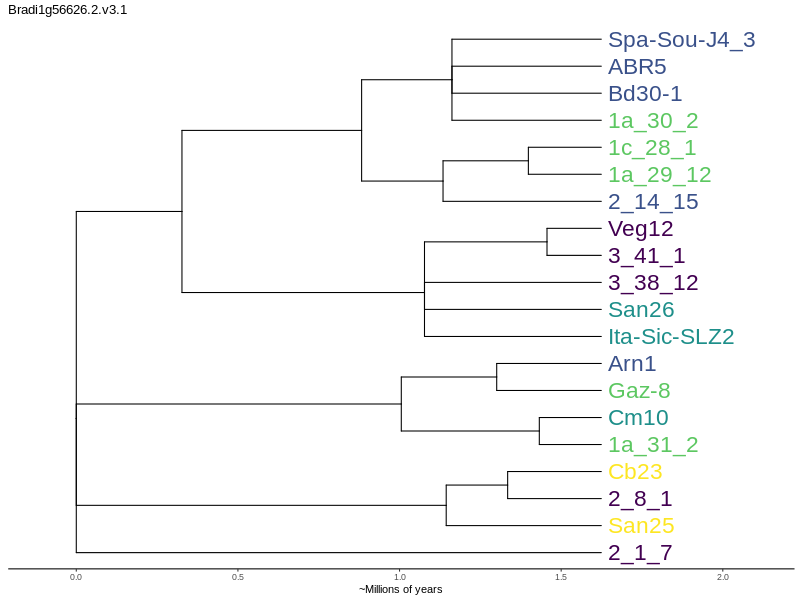 Bradi1g56626.2.v3.1
Spa-Sou-J4_3
ABR5
Bd30-1
1a_30_2
1c_28_1
1a_29_12
2_14_15
Veg12
3_41_1
3_38_12
San26
Ita-Sic-SLZ2
Arn1
Gaz-8
Cm10
1a_31_2
Cb23
2_8_1
San25
2_1_7
0.0 0.5 1.0 1.5 2.0
~Millions of years